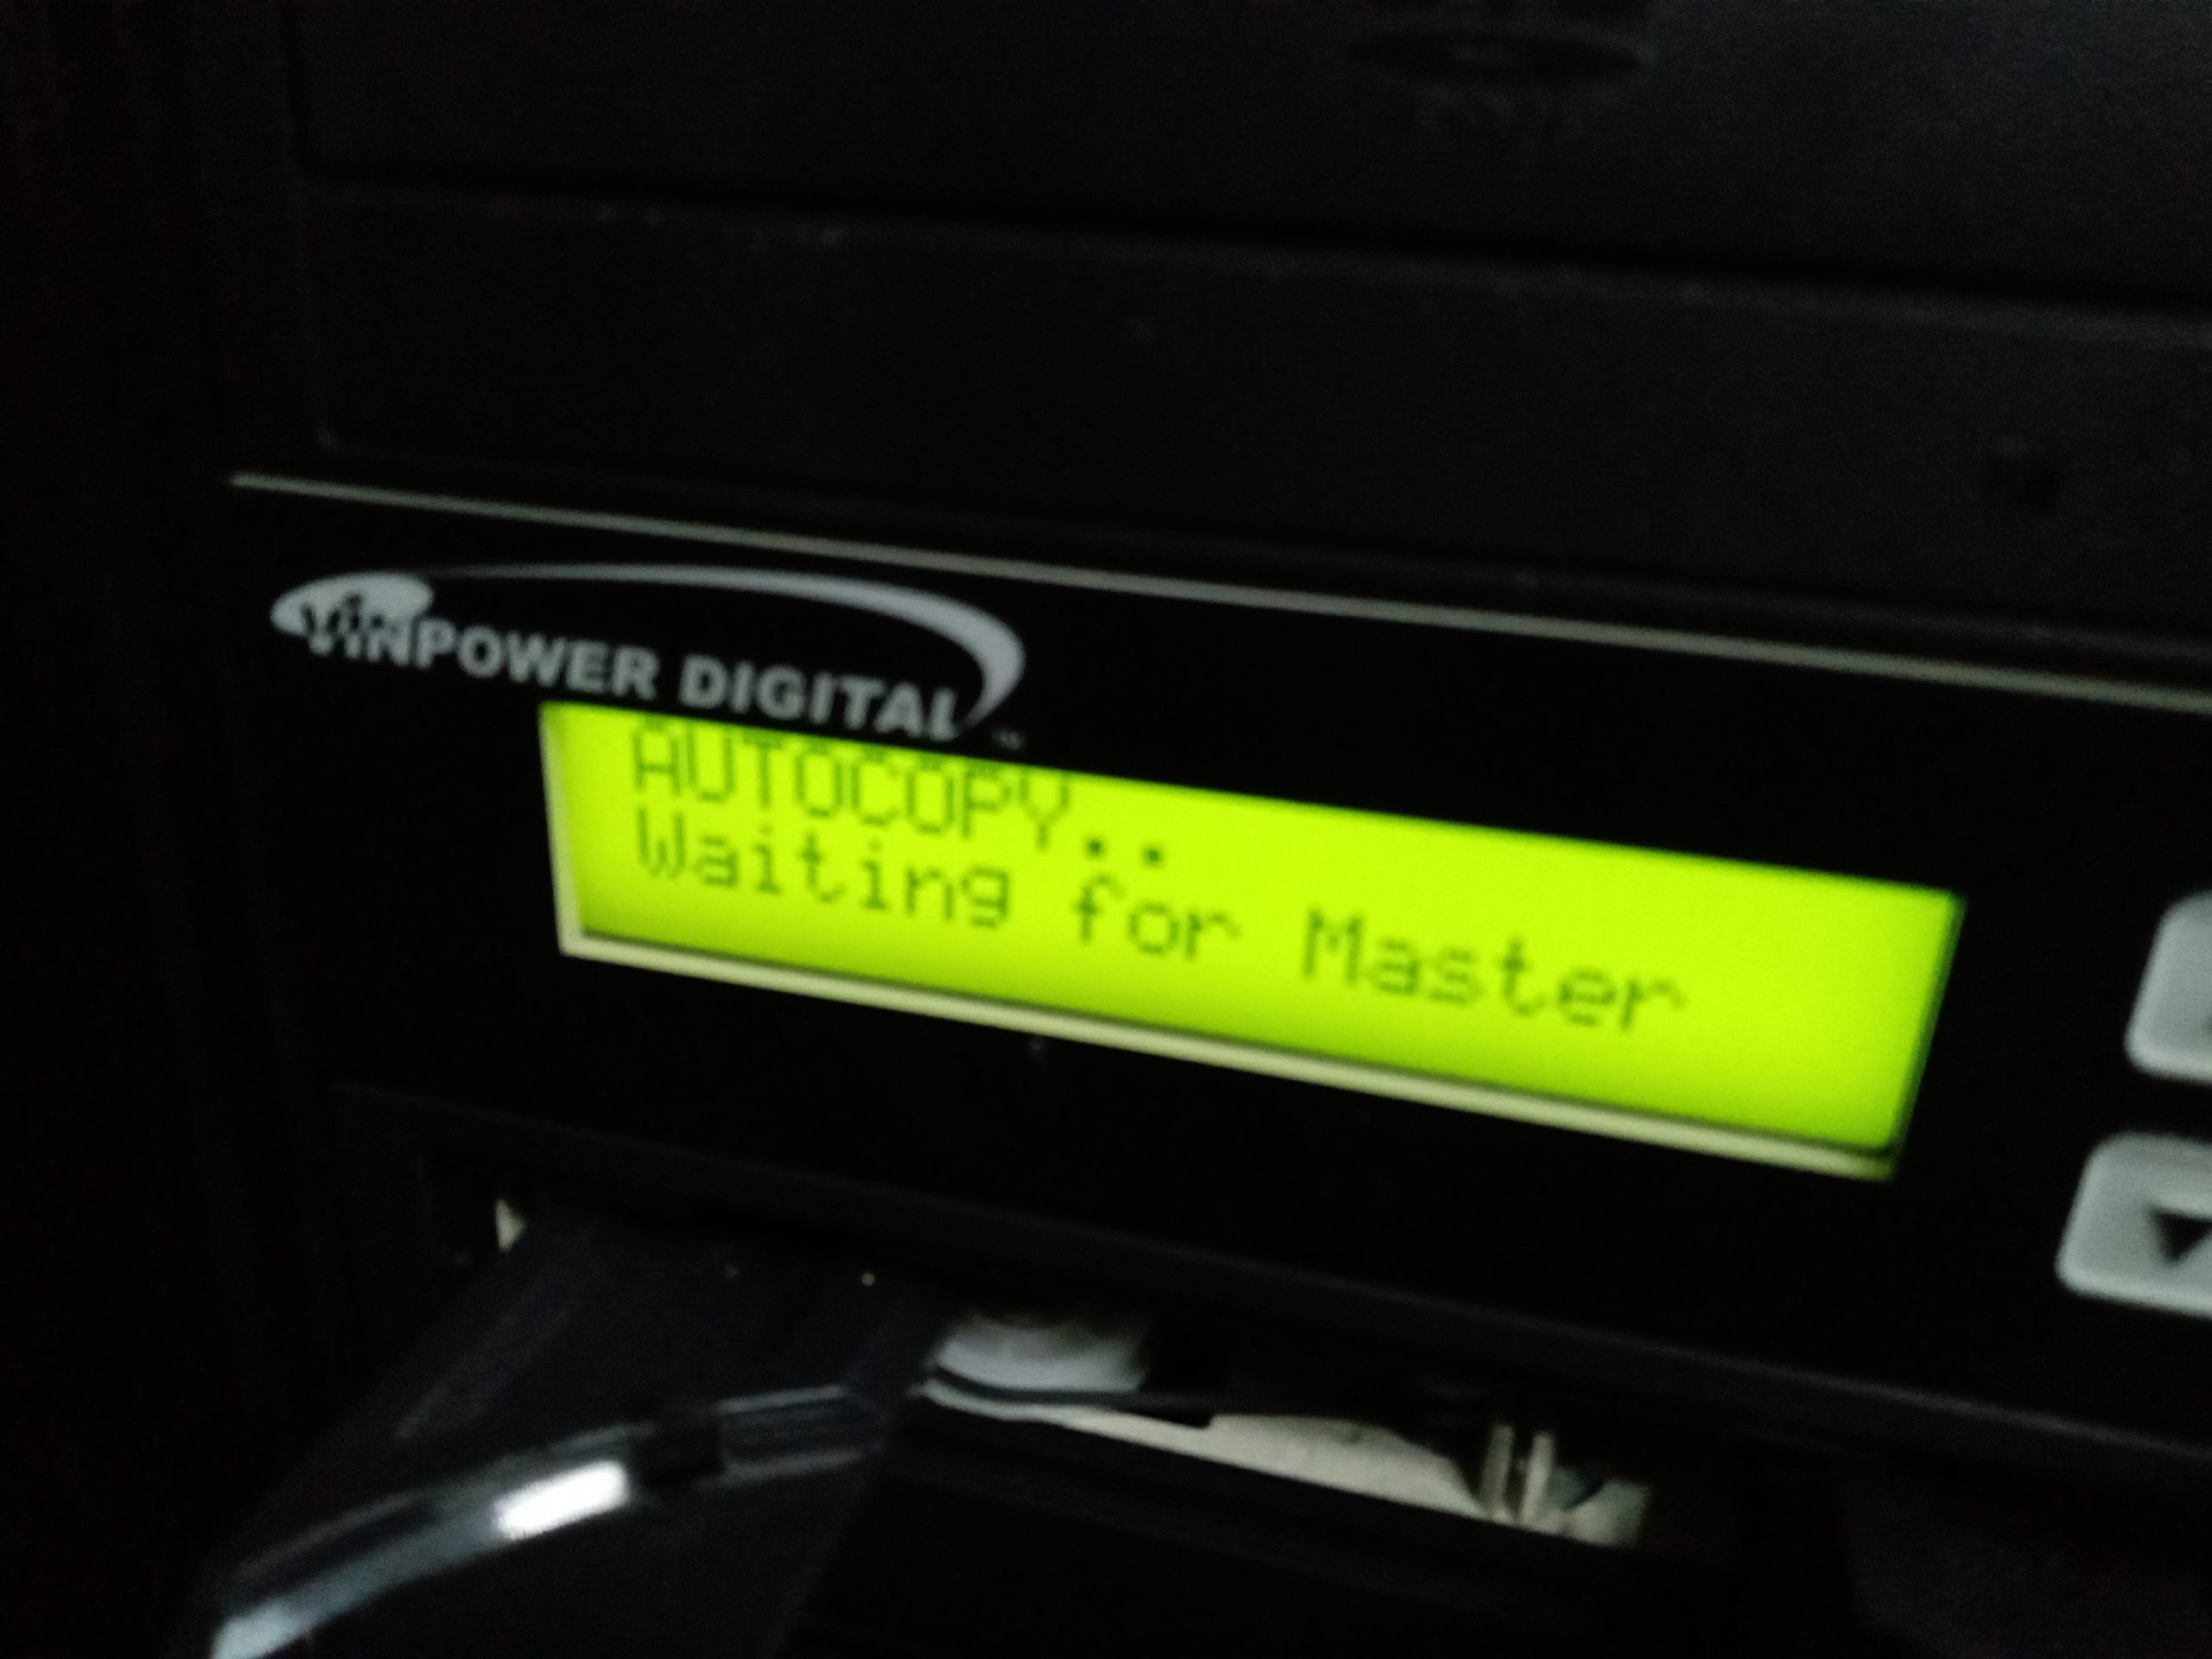 VINPOWER DIGITAL
AUTOCOPY..
Waiting for Master